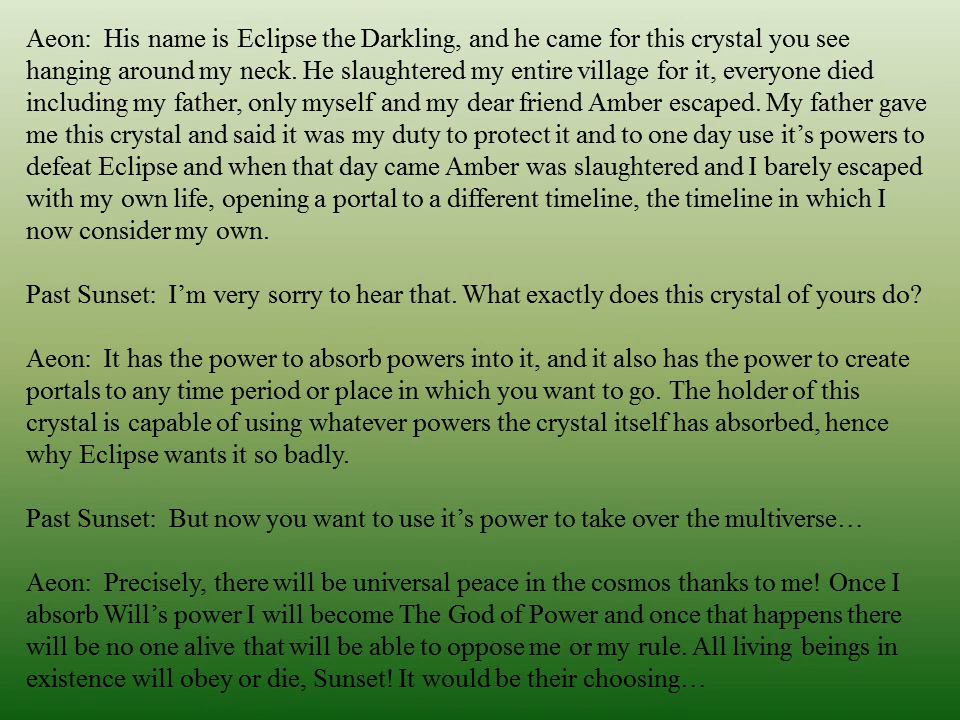 Aeon:  His name is Eclipse the Darkling, and he came for this crystal you see
hanging around my neck. He slaughtered my entire village for it, everyone died
including my father, only myself and my dear friend Amber escaped. My father gave
me this crystal and said it was my duty to protect it and to one day use it’s powers to
defeat Eclipse and when that day came Amber was slaughtered and I barely escaped
with my own life, opening a portal to a different timeline, the timeline in which I
now consider my own.

Past Sunset:  I’m very sorry to hear that. What exactly does this crystal of yours do?

Aeon:  It has the power to absorb powers into it, and it also has the power to create
portals to any time period or place in which you want to go. The holder of this
crystal is capable of using whatever powers the crystal itself has absorbed, hence
why Eclipse wants it so badly.

Past Sunset:  But now you want to use it’s power to take over the multiverse…

Aeon:  Precisely, there will be universal peace in the cosmos thanks to me! Once I
absorb Will’s power I will become The God of Power and once that happens there
will be no one alive that will be able to oppose me or my rule. All living beings in
existence will obey or die, Sunset! It would be their choosing…